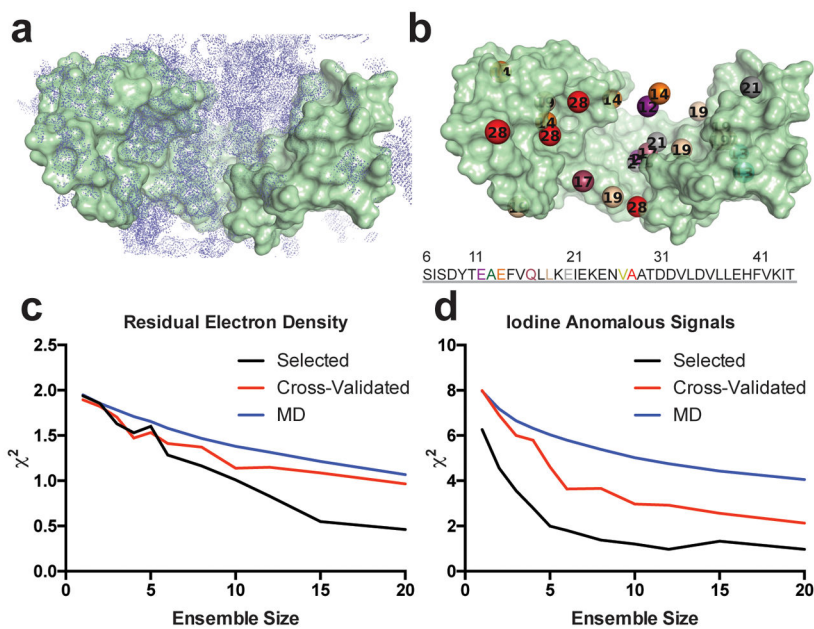 a
b
14
28
14
12
21
28
28
19
21
19
17
19
28
6 11 21 31 41
SISDYTEAEFVQLLKEIEKENVAATDDVLDVLLEHFVKIT
c
Residual Electron Density
2.5
2.0
1.5
1.0
0.5
0.0
χ²
0 5 10 15 20
Ensemble Size
Selected
Cross-Validated
MD
d
Iodine Anomalous Signals
10
8
6
4
2
0
χ²
0 5 10 15 20
Ensemble Size
Selected
Cross-Validated
MD